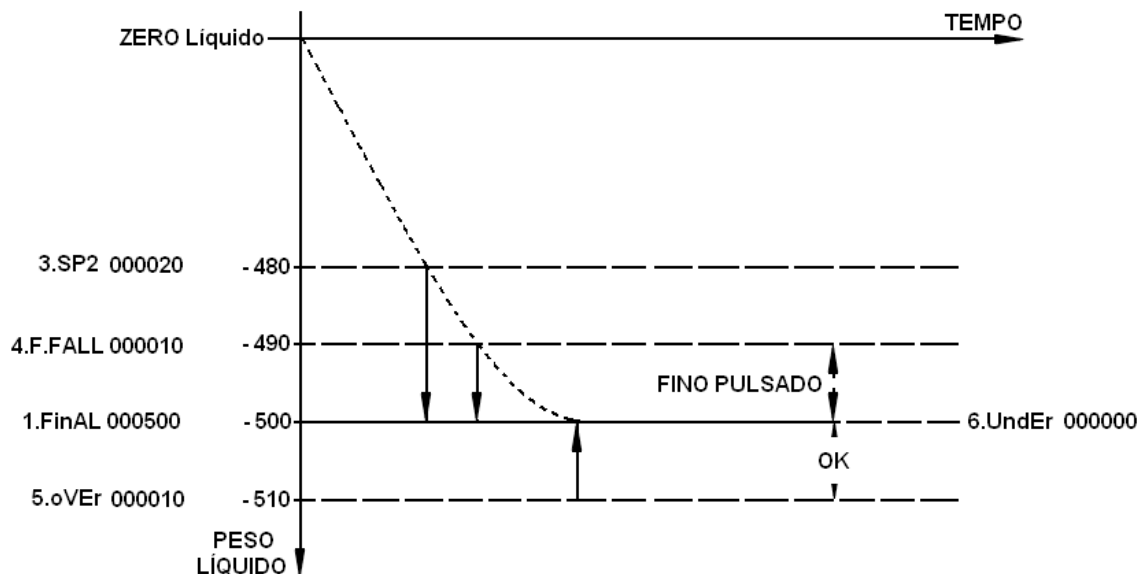 ZERO Líquido
TEMPO
3.SP2 000020 -480
4.F.FALL 000010 -490
FINO PULSADO
1.FinAL 000500 -500
6.UndEr 000000
OK
5.oVEr 000010 -510
PESO
LÍQUIDO